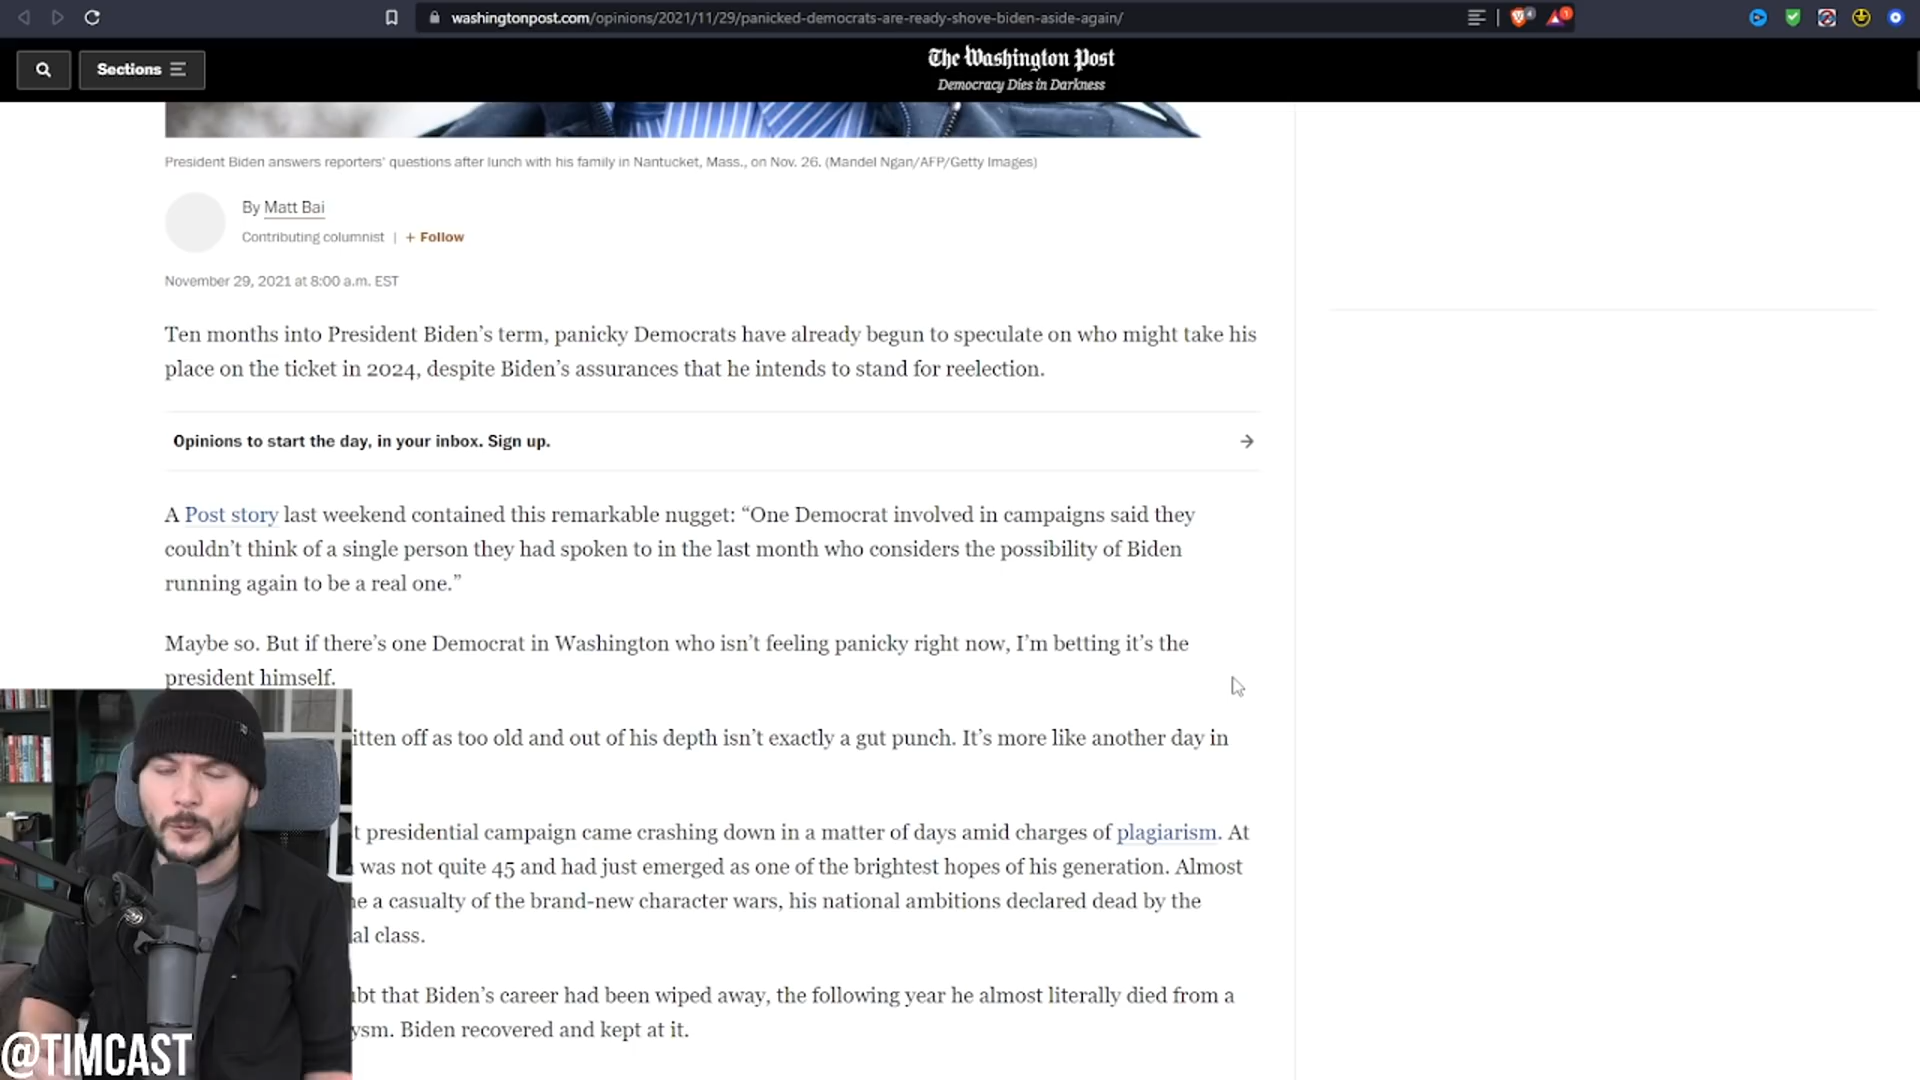 washingtonpost.com/opinions/2021/11/29/panicked-democrats-are-ready-shove-biden-aside-again/
Sections
The Washington Post
Democracy Dies in Darkness
President Biden answers reporters' questions after lunch with his family in Nantucket, Mass., on Nov. 26. (Mandel Ngan/AFP/Getty Images)
By Matt Bai
Contributing columnist | + Follow
November 29, 2021 at 8:00 a.m. EST
Ten months into President Biden's term, panicky Democrats have already begun to speculate on who might take his
place on the ticket in 2024, despite Biden's assurances that he intends to stand for reelection.
Opinions to start the day, in your inbox. Sign up.
A Post story last weekend contained this remarkable nugget: “One Democrat involved in campaigns said they
couldn't think of a single person they had spoken to in the last month who considers the possibility of Biden
running again to be a real one.”
Maybe so. But if there's one Democrat in Washington who isn't feeling panicky right now, I'm betting it's the
president himself.
itten off as too old and out of his depth isn't exactly a gut punch. It's more like another day in
t presidential campaign came crashing down in a matter of days amid charges of plagiarism. At
was not quite 45 and had just emerged as one of the brightest hopes of his generation. Almost
e a casualty of the brand-new character wars, his national ambitions declared dead by the
al class.
bt that Biden's career had been wiped away, the following year he almost literally died from a
ysm. Biden recovered and kept at it.
@TIMCAST